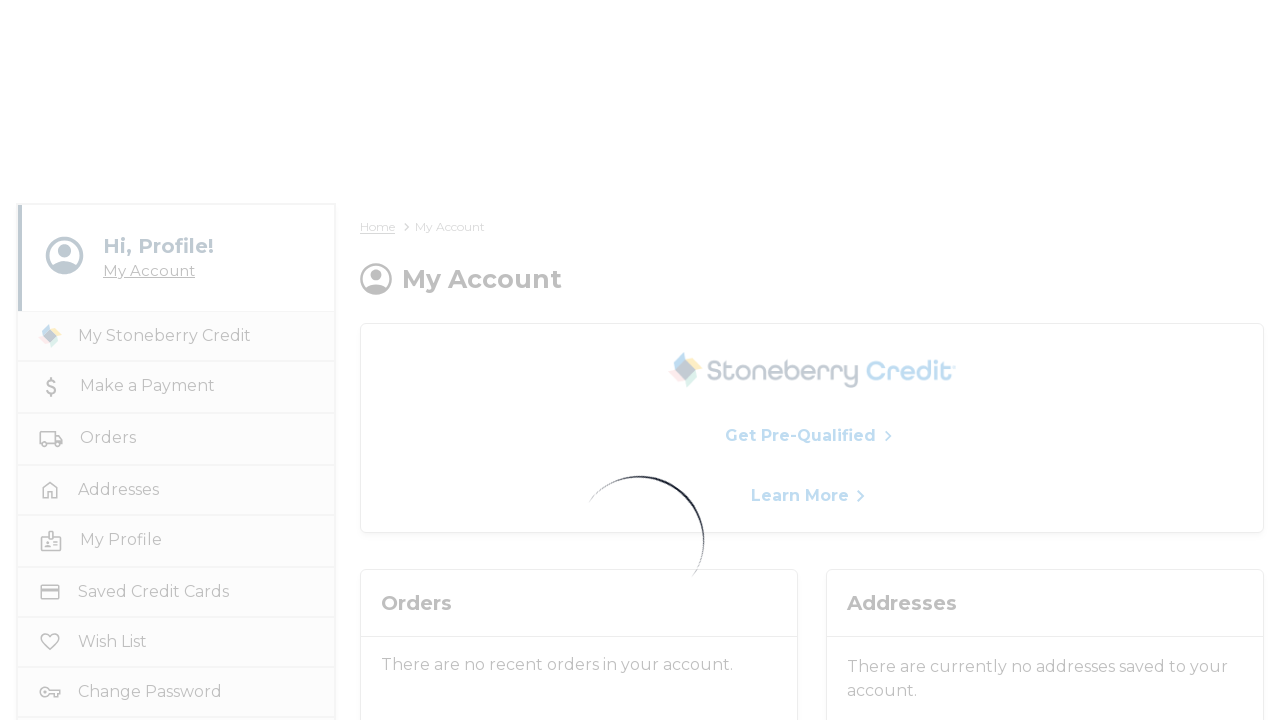 Hi, Profile!
My Account
My Stoneberry Credit
Make a Payment
Orders
Addresses
My Profile
Saved Credit Cards
Wish List
Change Password
Home > My Account
My Account
Stoneberry Credit
Get Pre-Qualified
Learn More
Orders
There are no recent orders in your account.
Addresses
There are currently no addresses saved to your
account.